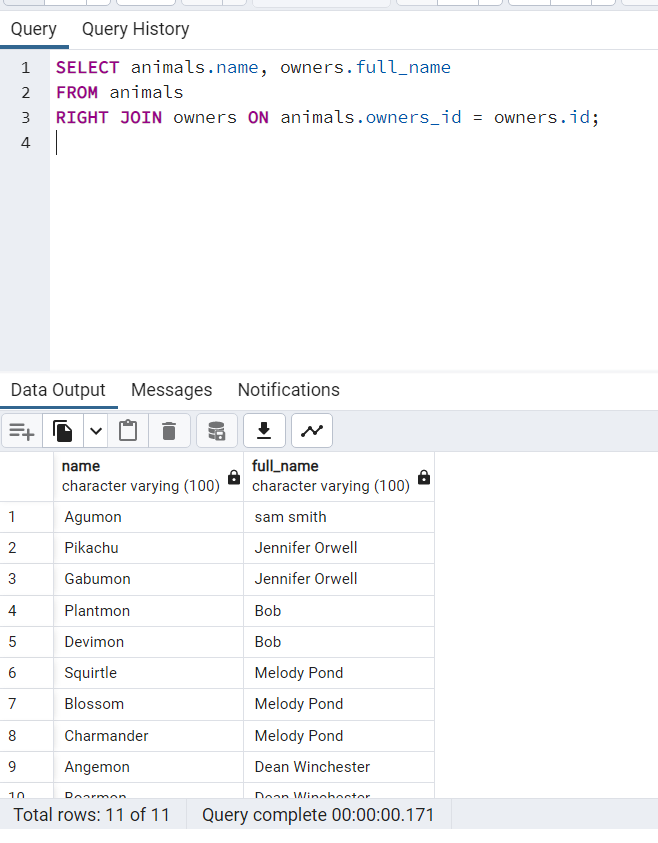 Query Query History
1 SELECT animals.name, owners.full_name
2 FROM animals
3 RIGHT JOIN owners ON animals.owners_id = owners.id;
4
Data Output Messages Notifications
name full_name
character varying (100) character varying (100)
1 Agumon sam smith
2 Pikachu Jennifer Orwell
3 Gabumon Jennifer Orwell
4 Plantmon Bob
5 Devimon Bob
6 Squirtle Melody Pond
7 Blossom Melody Pond
8 Charmander Melody Pond
9 Angemon Dean Winchester
10 Dean Winchester
Total rows: 11 of 11 Query complete 00:00:00.171